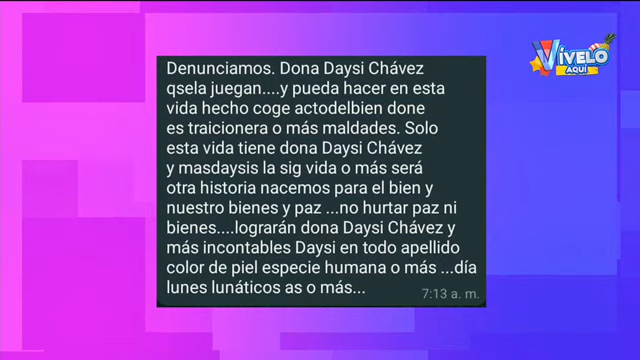 VÍVELO
AQUÍ
Denunciamos. Dona Daysi Chávez
qsela juegan....y pueda hacer en esta
vida hecho coge actodelbien done
es traicionera o más maldades. Solo
esta vida tiene dona Daysi Chávez
y masdaysis la sig vida o más será
otra historia nacemos para el bien y
nuestro bienes y paz ...no hurtar paz ni
bienes....lograrán dona Daysi Chávez y
más incontables Daysi en todo apellido
color de piel especie humana o más ...día
lunes lunáticos as o más...
7:13 a. m.